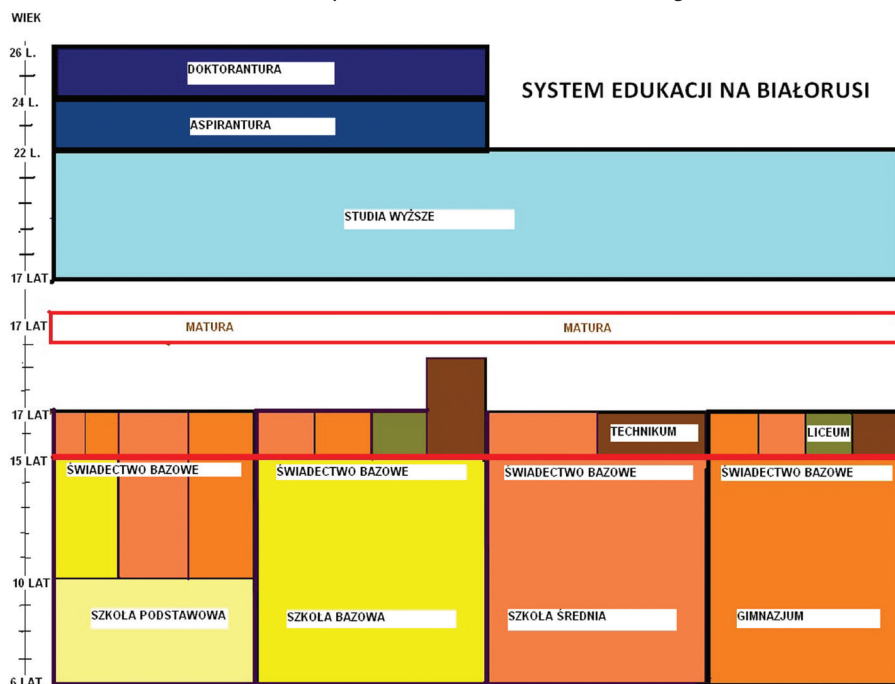 WIEK
26 L.
DOKTORANTURA
SYSTEM EDUKACJI NA BIAŁORUSI
24 L.
ASPIRANTURA
22 L.
STUDIA WYŻSZE
17 LAT
17 LAT
MATURA
MATURA
17 LAT
TECHNIKUM
LICEUM
15 LAT
ŚWIADECTWO BAZOWE
ŚWIADECTWO BAZOWE
ŚWIADECTWO BAZOWE
ŚWIADECTWO BAZOWE
10 LAT
SZKOLA PODSTAWOWA
SZKOLA BAZOWA
SZKOŁA ŚREDNIA
GIMNAZJUM
6 LAT